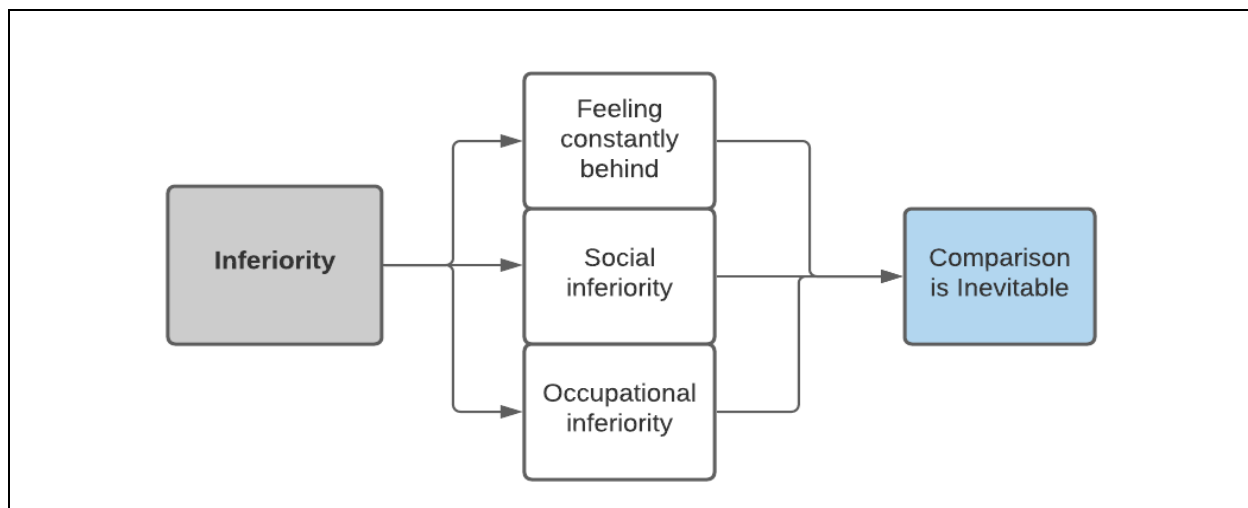 Inferiority
Feeling
constantly
behind
Social
inferiority
Occupational
inferiority
Comparison
is Inevitable